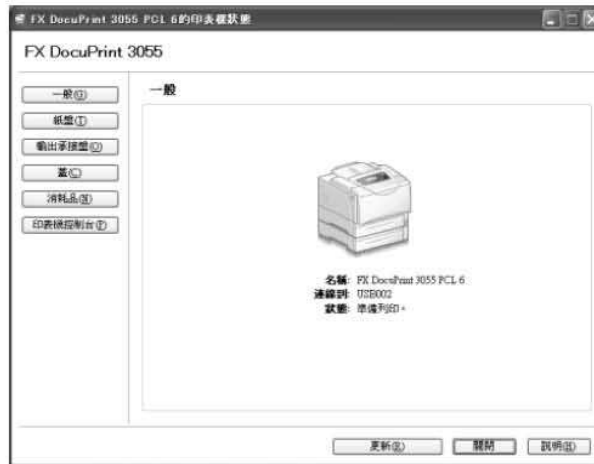 FX DocuPrint 3055 PCL 6的印表機狀態
FX DocuPrint 3055
一般(G)
紙盤(T)
輸出承接盤(O)
蓋(C)
消耗品(N)
印表機控制台(P)
一般
名稱: FX DocuPrint 3055 PCL 6
連線到: USB002
狀態: 準備列印。
更新(R)
關閉
說明(H)